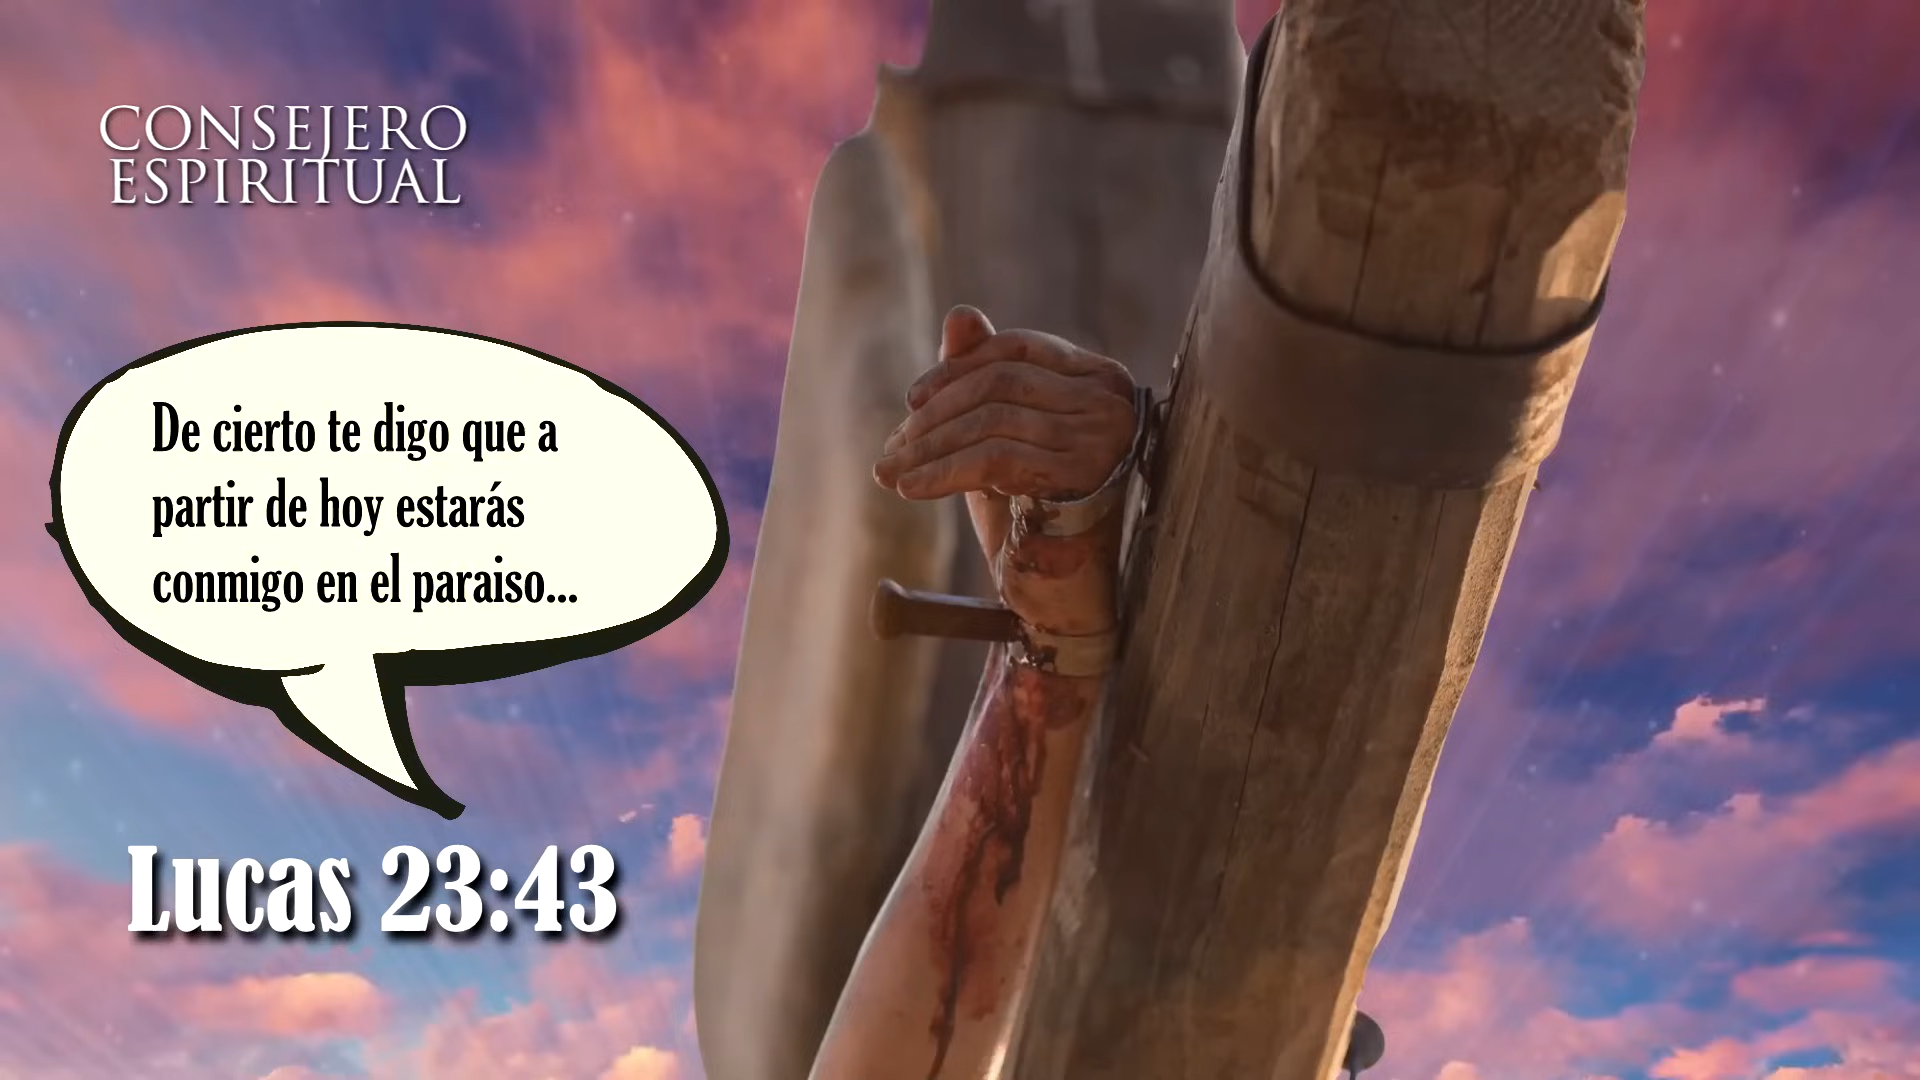 CONSEJERO
ESPIRITUAL
De cierto te digo que a
partir de hoy estarás
conmigo en el paraiso...
Lucas 23:43